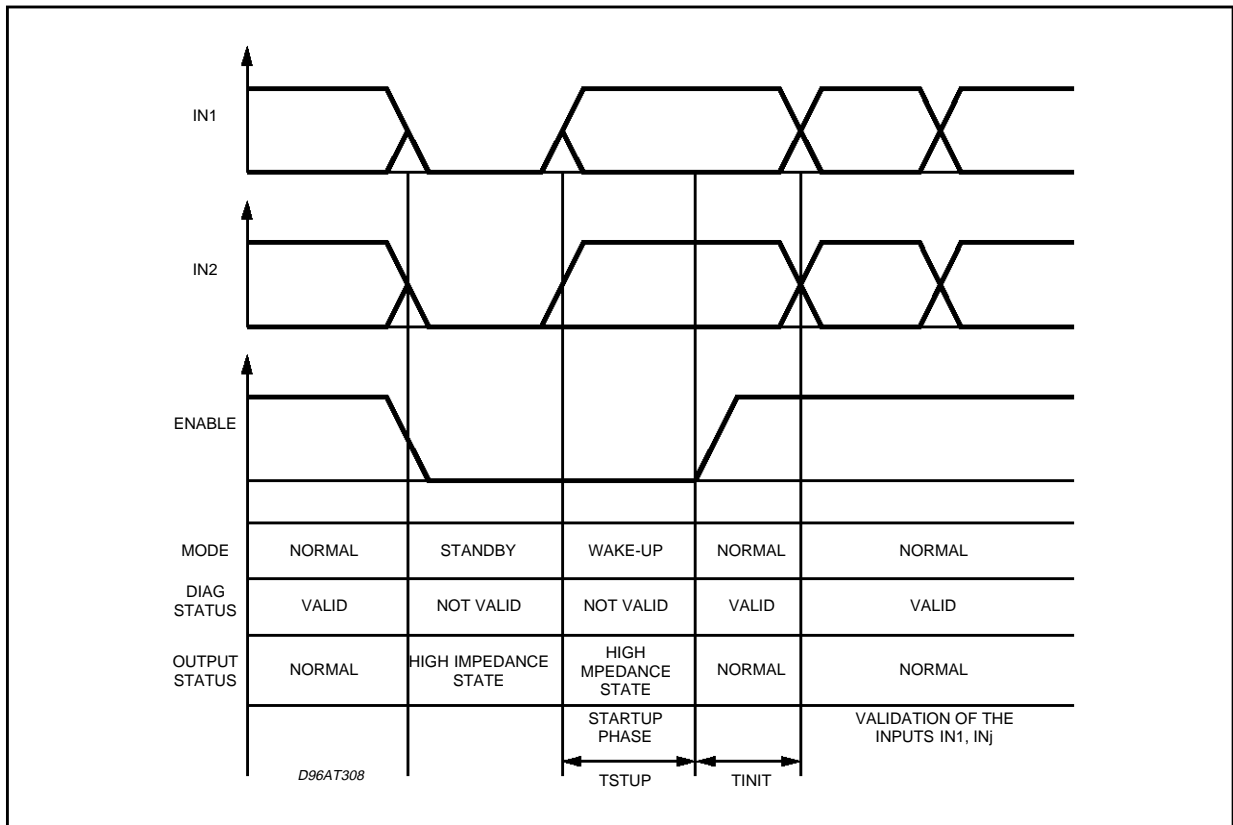 IN1
IN2
ENABLE
MODE NORMAL STANDBY WAKE-UP NORMAL NORMAL
DIAG
STATUS VALID NOT VALID NOT VALID VALID VALID
OUTPUT
STATUS NORMAL HIGH IMPEDANCE
STATE HIGH
MPEDANCE
STATE NORMAL NORMAL
STARTUP
PHASE VALIDATION OF THE
INPUTS IN1, INj
D96AT308 TSTUP TINIT